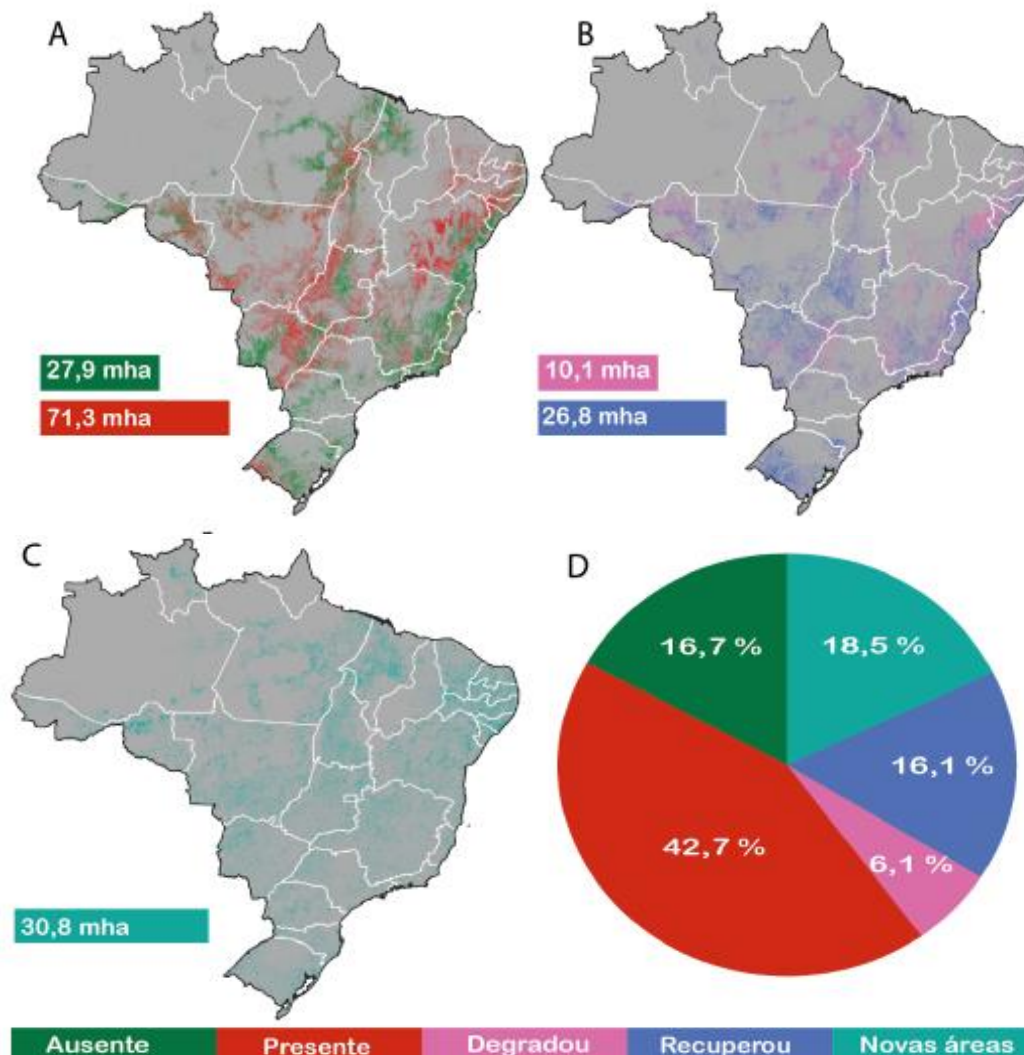 A
B
27,9 mha
71,3 mha
10,1 mha
26,8 mha
C
D
16,7 %
18,5 %
16,1 %
42,7 %
6,1 %
30,8 mha
Ausente Presente Degradou Recuperou Novas áreas